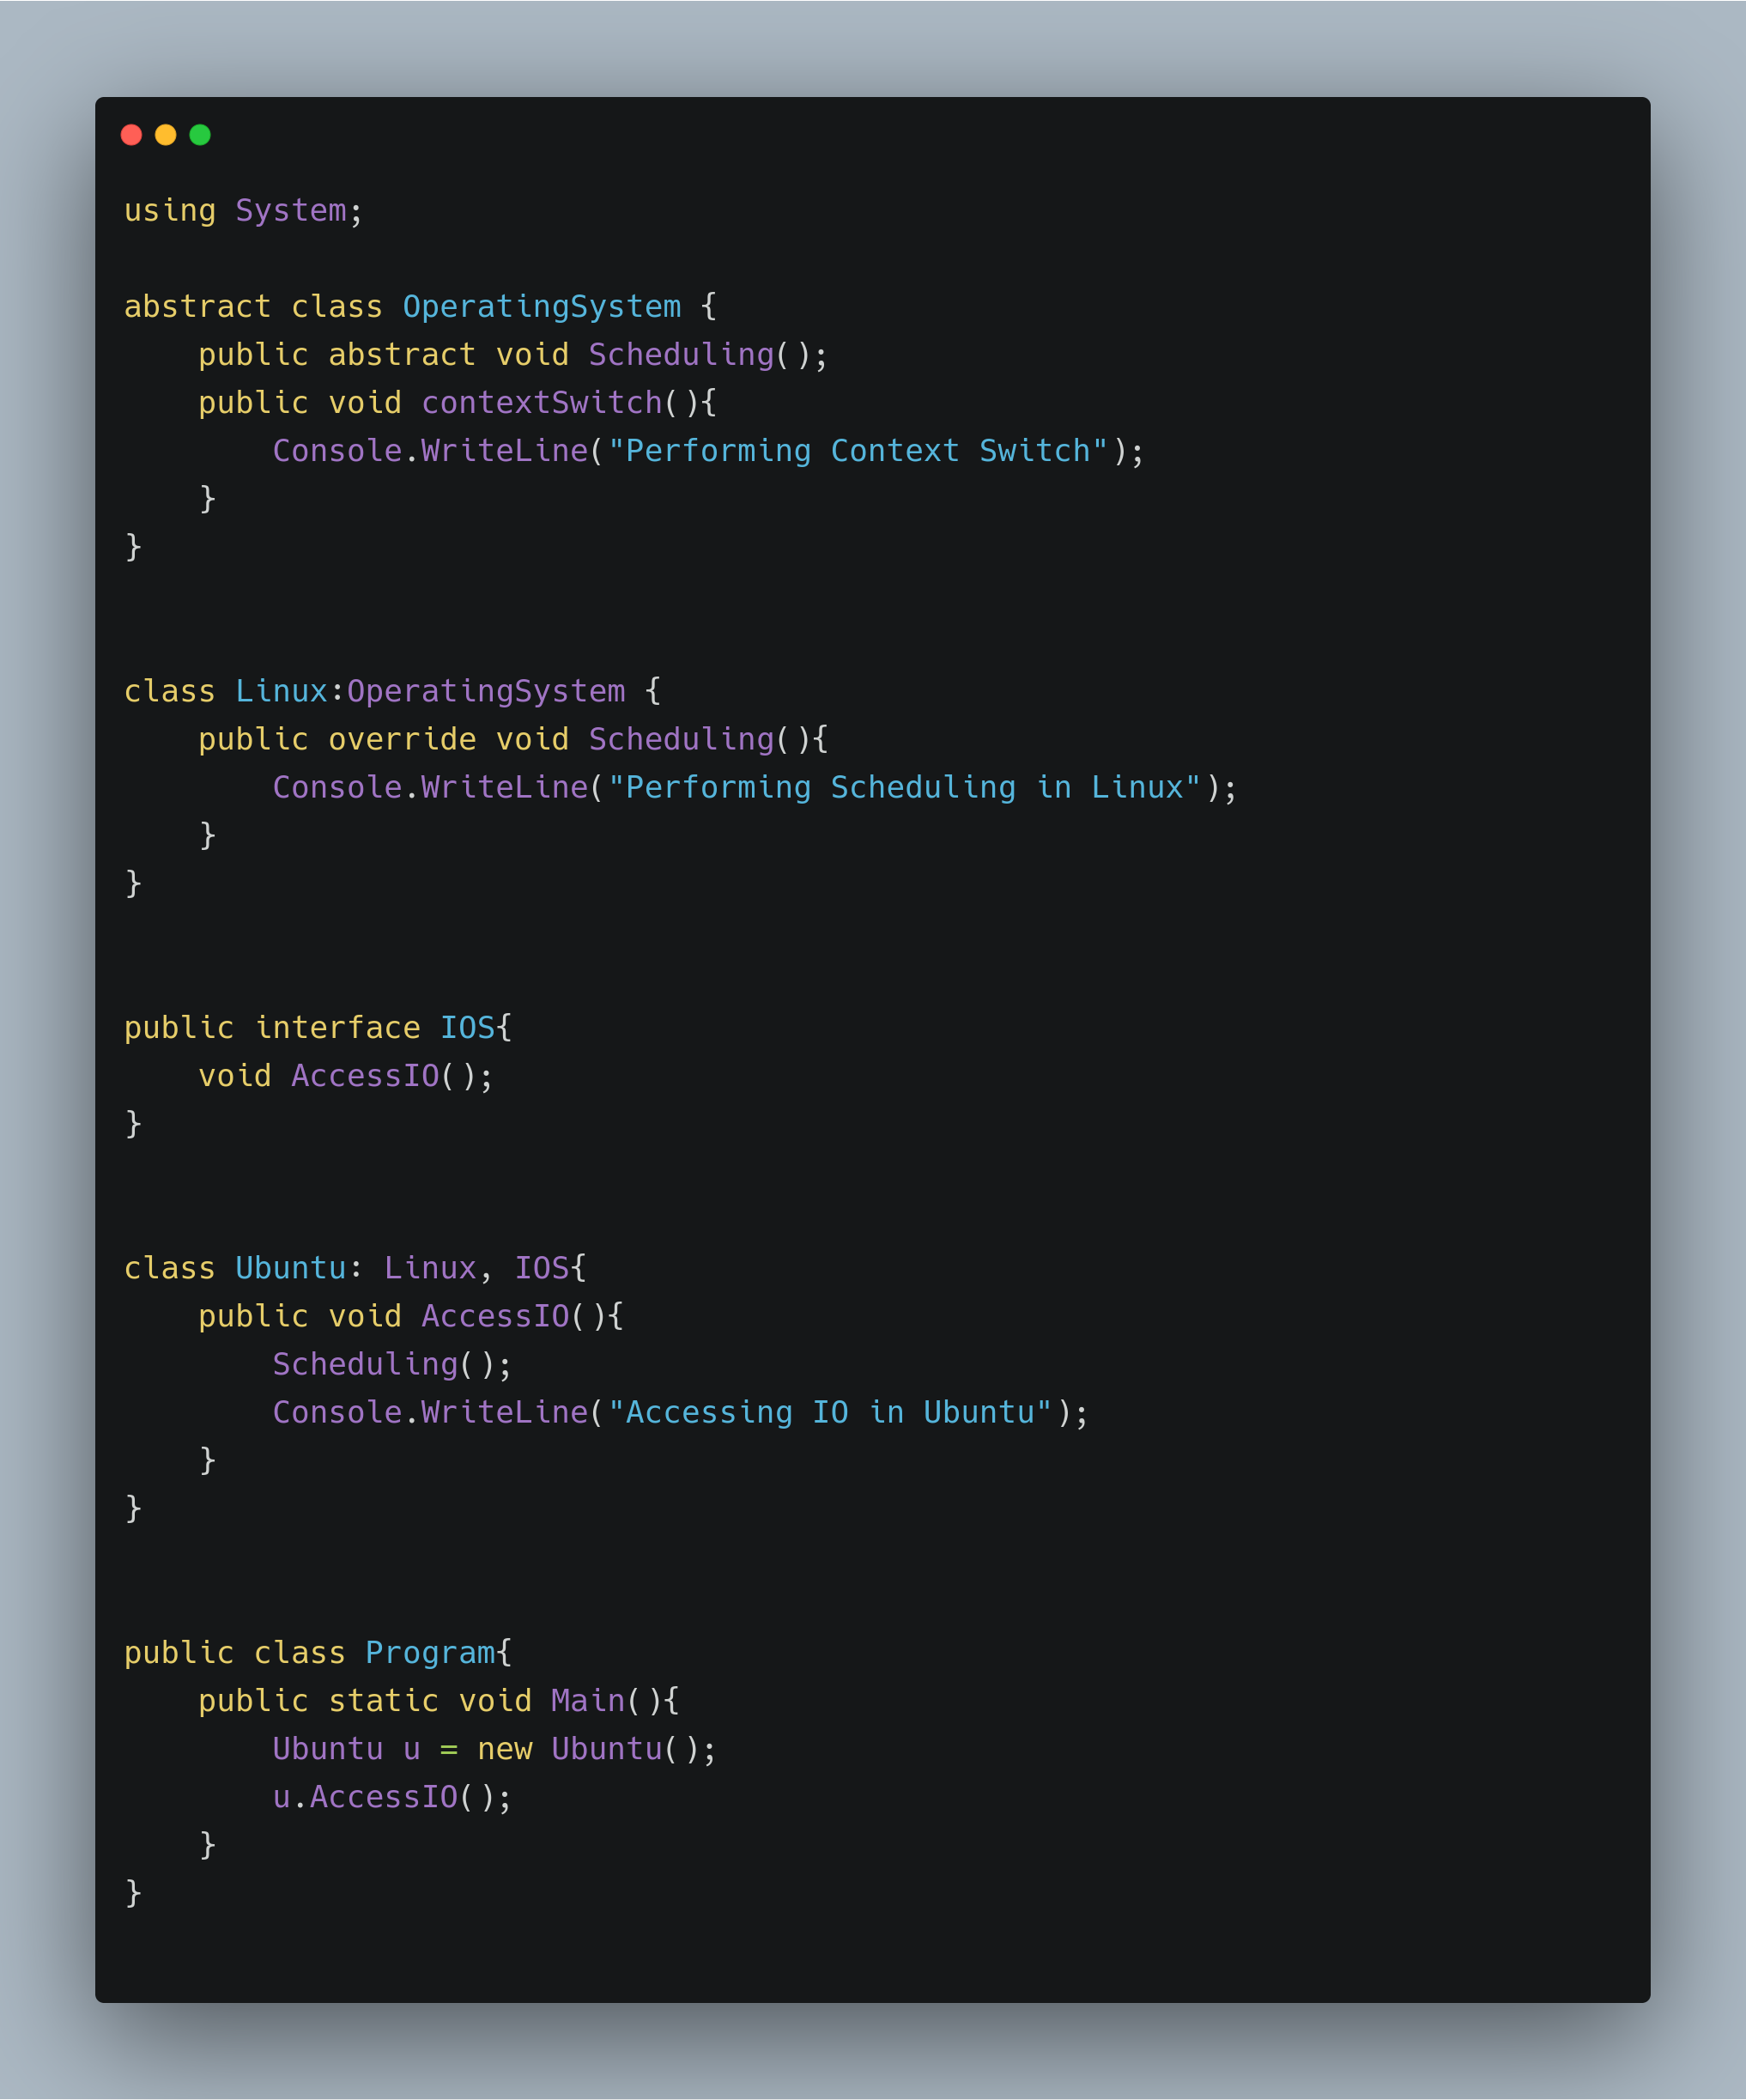 using System;

abstract class OperatingSystem {
    public abstract void Scheduling();
    public void contextSwitch(){
        Console.WriteLine("Performing Context Switch");
    }
}

class Linux:OperatingSystem {
    public override void Scheduling(){
        Console.WriteLine("Performing Scheduling in Linux");
    }
}

public interface IOS{
    void AccessIO();
}

class Ubuntu: Linux, IOS{
    public void AccessIO(){
        Scheduling();
        Console.WriteLine("Accessing IO in Ubuntu");
    }
}

public class Program{
    public static void Main(){
        Ubuntu u = new Ubuntu();
        u.AccessIO();
    }
}